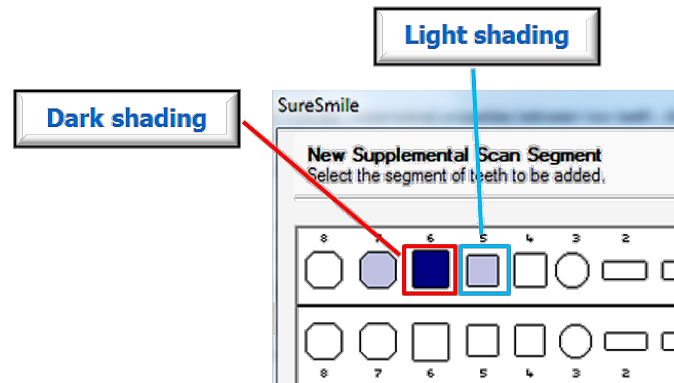 Light shading
Dark shading
SureSmile
New Supplemental Scan Segment
Select the segment of teeth to be added.
8 7 6 5 4 3 2
8 7 6 5 4 3 2